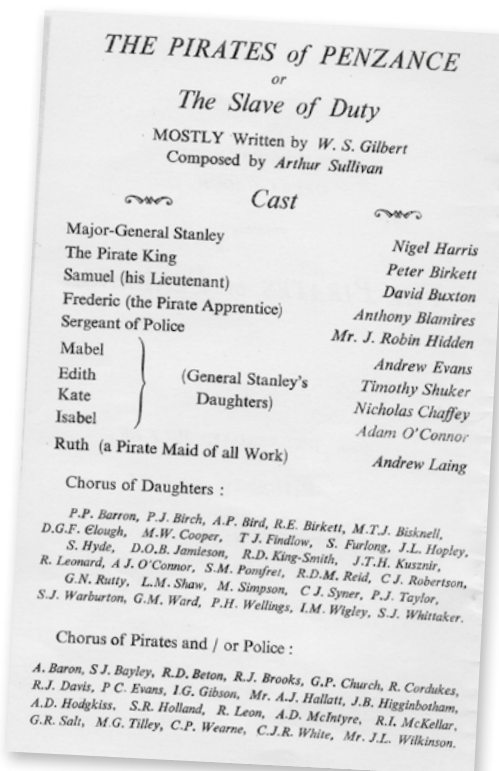 THE PIRATES of PENZANCE
or
The Slave of Duty
MOSTLY Written by W. S. Gilbert
Composed by Arthur Sullivan
Cast
Major-General Stanley Nigel Harris
The Pirate King Peter Birkett
Samuel (his Lieutenant) David Buxton
Frederic (the Pirate Apprentice) Anthony Blamires
Sergeant of Police Mr. J. Robin Hidden
Mabel Andrew Evans
Edith (General Stanley's Timothy Shuker
Kate Daughters) Nicholas Chaffey
Isabel Adam O'Connor
Ruth (a Pirate Maid of all Work) Andrew Laing
Chorus of Daughters :
P.P. Barron, P.J. Birch, A.P. Bird, R.E. Birkett, M.T.J. Bisknell,
D.G.F. Clough, M.W. Cooper, T J. Findlow, S. Furlong, J.L. Hopley,
S. Hyde, D.O.B. Jamieson, R.D. King-Smith, J.T.H. Kusznir,
R. Leonard, A J. O'Connor, S.M. Pomfret, R.D.M. Reid, C J. Robertson,
G.N. Rutty, L.M. Shaw, M. Simpson, C J. Syner, P.J. Taylor,
S.J. Warburton, G.M. Ward, P.H. Wellings, I.M. Wigley, S.J. Whittaker.
Chorus of Pirates and / or Police :
A. Baron, S J. Bayley, R.D. Beton, R.J. Brooks, G.P. Church, R. Cordukes,
R.J. Davis, P C. Evans, I.G. Gibson, Mr. A.J. Hallatt, J.B. Higginbotham,
A.D. Hodgkiss, S.R. Holland, R. Leon, A.D. McIntyre, R.I. McKellar,
G.R. Salt, M.G. Tilley, C.P. Wearne, C.J.R. White, Mr. J.L. Wilkinson.